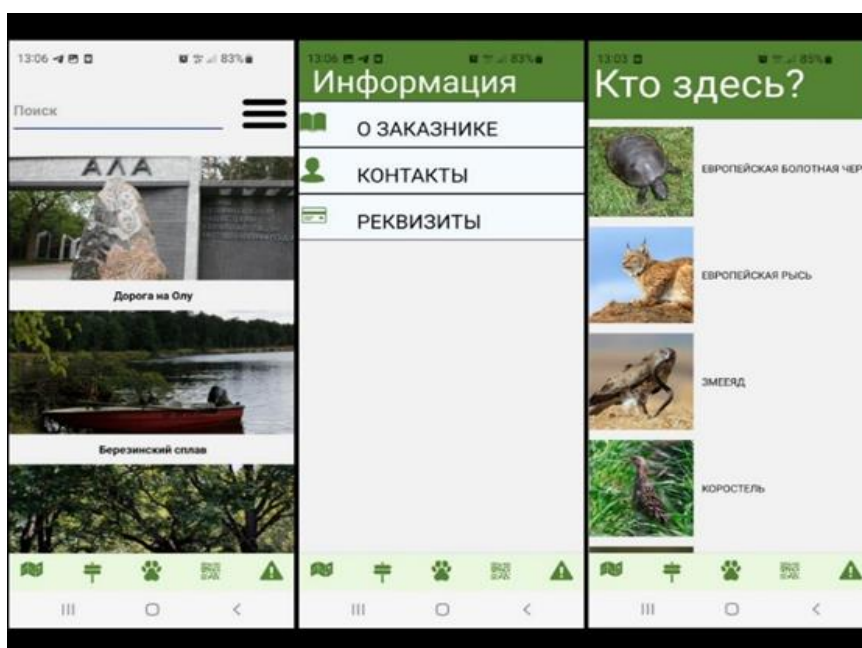 13:06
83%
Поиск
АЛА
Дорога на Олу
Березинский сплав
13:06
83%
Информация
О ЗАКАЗНИКЕ
КОНТАКТЫ
РЕКВИЗИТЫ
13:03
85%
Кто здесь?
ЕВРОПЕЙСКАЯ БОЛОТНАЯ ЧЕР
ЕВРОПЕЙСКАЯ РЫСЬ
ЗМЕЕЯД
КОРОСТЕЛЬ